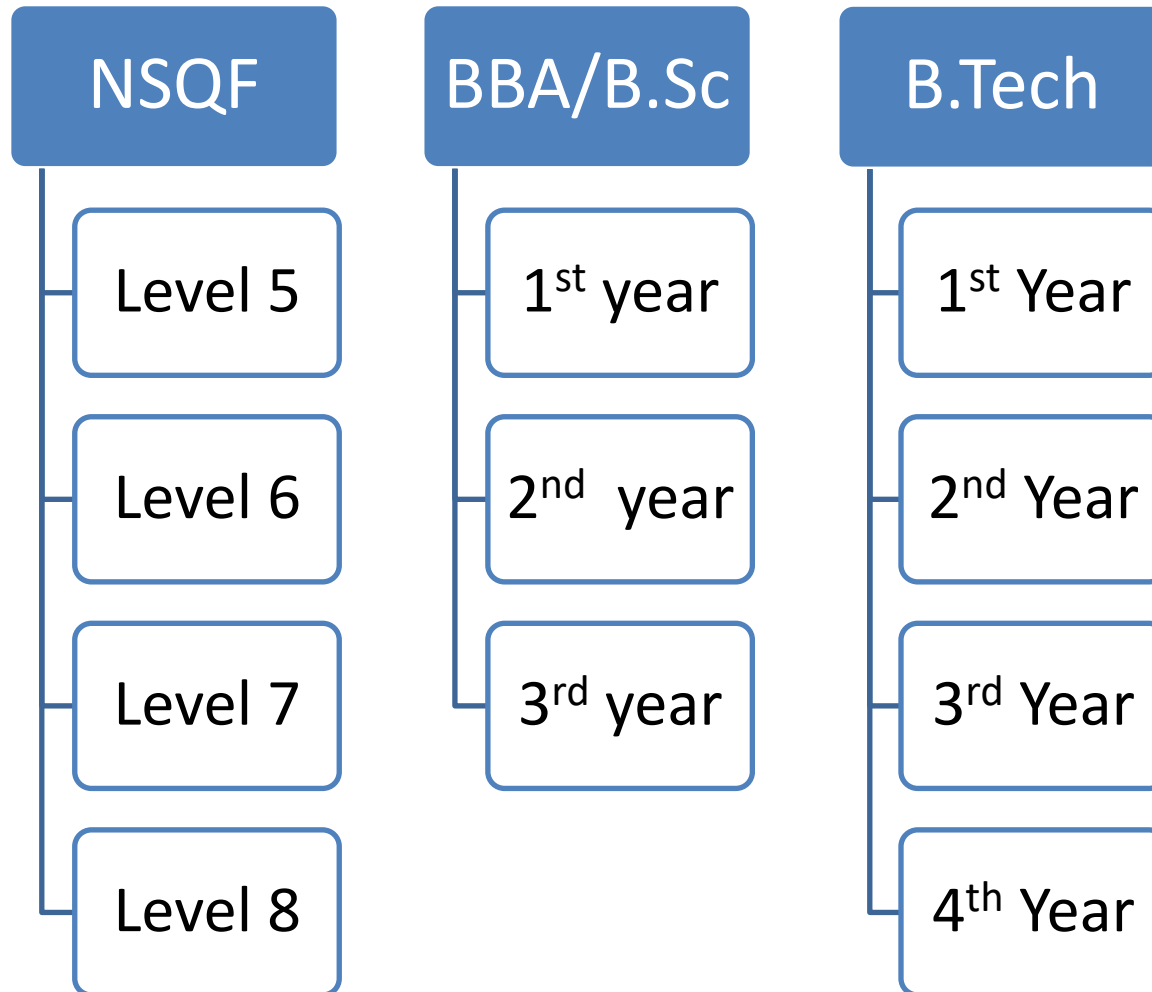 NSQF
Level 5
Level 6
Level 7
Level 8
BBA/B.Sc
1st year
2nd  year
3rd year
B.Tech
1st Year
2nd Year
3rd Year
4th Year